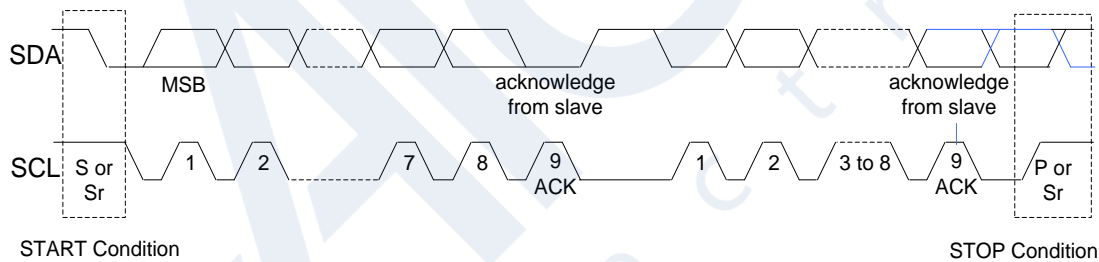 SDA
MSB
acknowledge
from slave
acknowledge
from slave
SCL
S or
Sr
1
2
7
8
9
ACK
1
2
3 to 8
9
ACK
P or
Sr
START Condition
STOP Condition